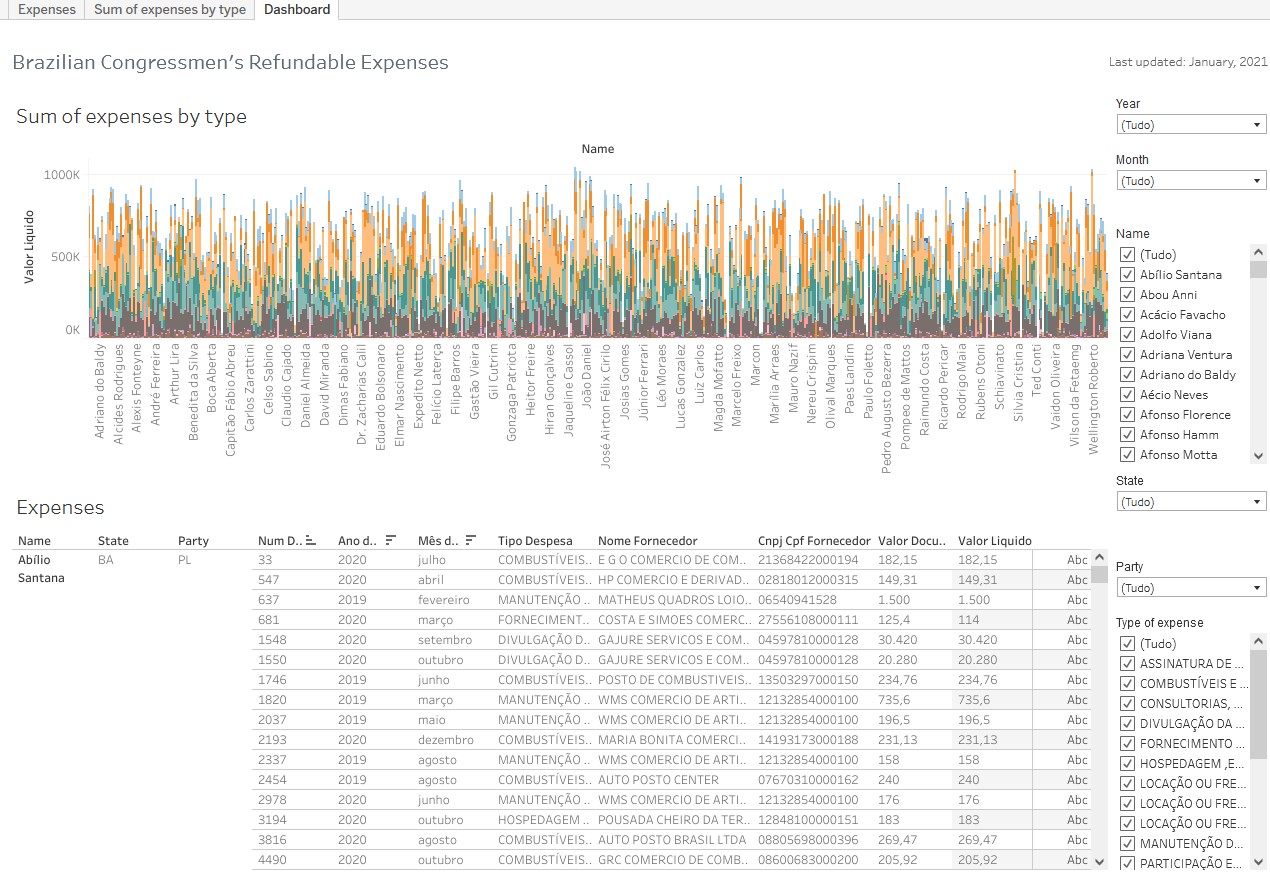 Expenses Sum of expenses by type Dashboard
Brazilian Congressmen's Refundable Expenses
Last updated: January, 2021
Sum of expenses by type
Name
Valor Liquido
1000K
500K
0K
Adriano do Baldy
Alcides Rodrigues
Alexis Fonteyne
André Ferreira
Arthur Lira
Benedita da Silva
Boca Aberta
Capitão Fábio Abreu
Carlos Zarattini
Celso Sabino
Claudio Cajado
Daniel Almeida
David Miranda
Dimas Fabiano
Dr. Zacharias Calil
Eduardo Bolsonaro
Elmar Nascimento
Expedito Netto
Felício Laterça
Filipe Barros
Gastão Vieira
Gil Cutrim
Gonzaga Patriota
Heitor Freire
Hiran Gonçalves
Jaqueline Cassol
João Daniel
José Airton Félix Cirilo
Josias Gomes
Júnior Ferrari
Léo Moraes
Lucas Gonzalez
Luiz Carlos
Magda Mofatto
Marcelo Freixo
Marcon
Marília Arraes
Mauro Nazif
Nereu Crispim
Olival Marques
Paes Landim
Paulo Foletto
Pedro Augusto Bezerra
Pompeo de Mattos
Raimundo Costa
Ricardo Pericar
Rodrigo Maia
Rubens Otoni
Schiavinato
Silvia Cristina
Ted Conti
Vaidon Oliveira
Vilson da Fetaemg
Wellington Roberto
Year
(Tudo)
Month
(Tudo)
Name
(Tudo)
Abílio Santana
Abou Anni
Acácio Favacho
Adolfo Viana
Adriana Ventura
Adriano do Baldy
Aécio Neves
Afonso Florence
Afonso Hamm
Afonso Motta
State
(Tudo)
Party
(Tudo)
Type of expense
(Tudo)
ASSINATURA DE ...
COMBUSTÍVEIS E ...
CONSULTORIAS, ...
DIVULGAÇÃO DA ...
FORNECIMENTO ...
HOSPEDAGEM ,E...
LOCAÇÃO OU FRE...
LOCAÇÃO OU FRE...
LOCAÇÃO OU FRE...
MANUTENÇÃO D...
PARTICIPAÇÃO E...
Expenses
Name State Party Num D.. Ano d.. Mês d.. Tipo Despesa Nome Fornecedor Cnpj Cpf Fornecedor Valor Docu.. Valor Liquido
Abílio Santana BA PL 33 2020 julho COMBUSTÍVEIS.. E G O COMERCIO DE COM.. 21368422000194 182,15 182,15 Abc
547 2020 abril COMBUSTÍVEIS.. HP COMERCIO E DERIVAD.. 02818012000315 149,31 149,31 Abc
637 2019 fevereiro MANUTENÇÃO .. MATHEUS QUADROS LOIO.. 06540941528 1.500 1.500 Abc
681 2020 março FORNECIMENT.. COSTA E SIMOES COMERC.. 27556108000111 125,4 114 Abc
1548 2020 setembro DIVULGAÇÃO D.. GAJURE SERVICOS E COM.. 04597581000128 30.420 30.420 Abc
1550 2020 outubro DIVULGAÇÃO D.. GAJURE SERVICOS E COM.. 04597581000128 20.280 20.280 Abc
1746 2019 junho COMBUSTÍVEIS.. POSTO DE COMBUSTIVEIS.. 13503297000150 234,76 234,76 Abc
1820 2019 março MANUTENÇÃO .. WMS COMERCIO DE ARTI.. 12132854000100 735,6 735,6 Abc
2037 2019 maio MANUTENÇÃO .. WMS COMERCIO DE ARTI.. 12132854000100 196,5 196,5 Abc
2193 2020 dezembro COMBUSTÍVEIS.. MARIA BONITA COMERCI.. 14193173000188 231,13 231,13 Abc
2337 2019 agosto MANUTENÇÃO .. WMS COMERCIO DE ARTI.. 12132854000100 158 158 Abc
2454 2019 agosto COMBUSTÍVEIS.. AUTO POSTO CENTER 07670310000162 240 240 Abc
2978 2020 junho MANUTENÇÃO .. WMS COMERCIO DE ARTI.. 12132854000100 176 176 Abc
3194 2020 outubro HOSPEDAGEM .. POUSADA CHEIRO DA TER.. 12848100000151 183 183 Abc
3816 2020 agosto COMBUSTÍVEIS.. AUTO POSTO BRASIL LTDA 08805698000396 269,47 269,47 Abc
4490 2020 outubro COMBUSTÍVEIS.. GRC COMERCIO DE COMB.. 08600683000200 205,92 205,92 Abc